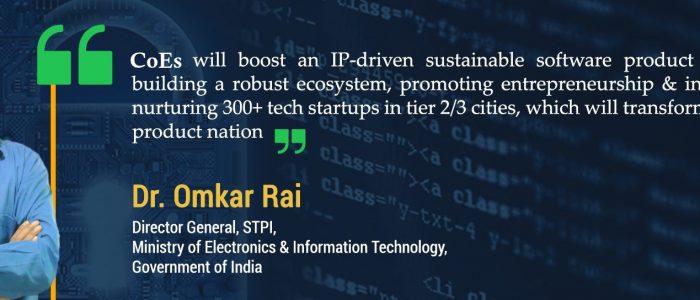 CoEs will boost an IP-driven sustainable software product
building a robust ecosystem, promoting entrepreneurship &
nurturing 300+ tech startups in tier 2/3 cities, which will transform
product nation
Dr. Omkar Rai
Director General, STPI,
Ministry of Electronics & Information Technology,
Government of India